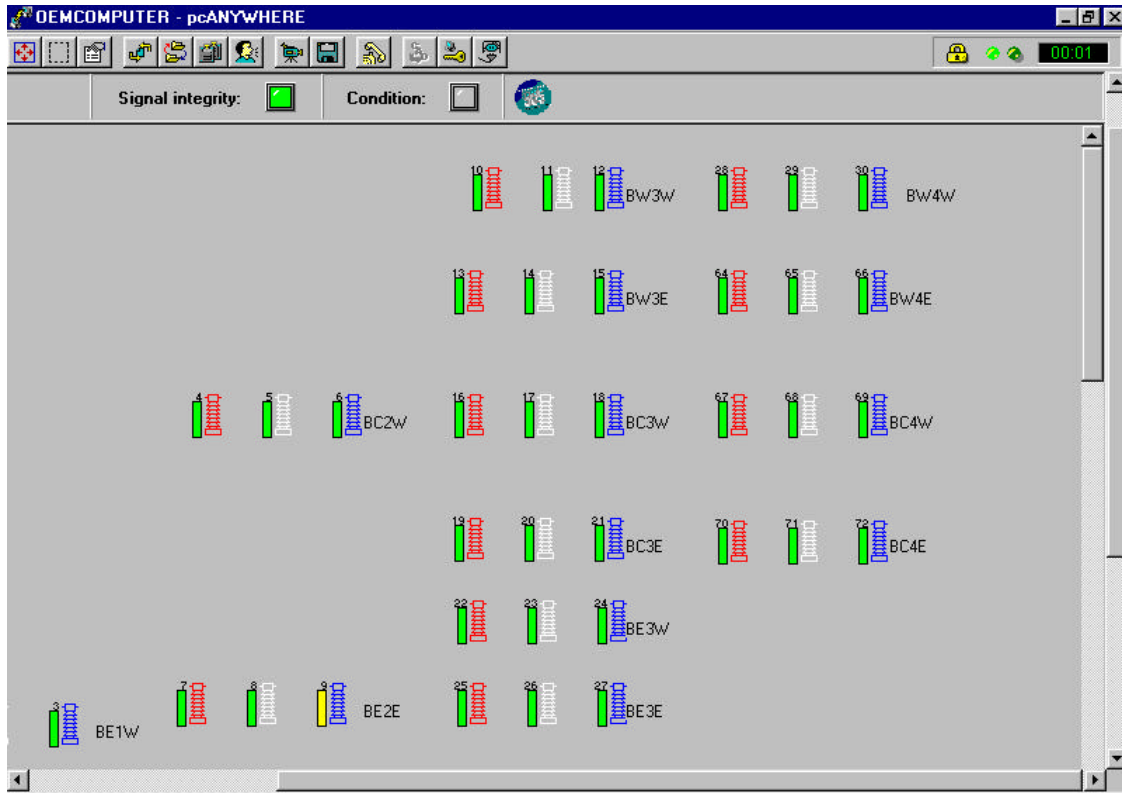 OEMCOMPUTER - pcANYWHERE
00:01
Signal integrity: Condition:
10 11 12 BW3W 28 29 30 BW4W
13 14 15 BW3E 64 65 66 BW4E
4 5 6 BC2W 16 17 18 BC3W 67 68 69 BC4W
19 20 21 BC3E 70 71 72 BC4E
22 23 24 BE3W
7 8 9 BE2E 25 26 27 BE3E
3 BE1W